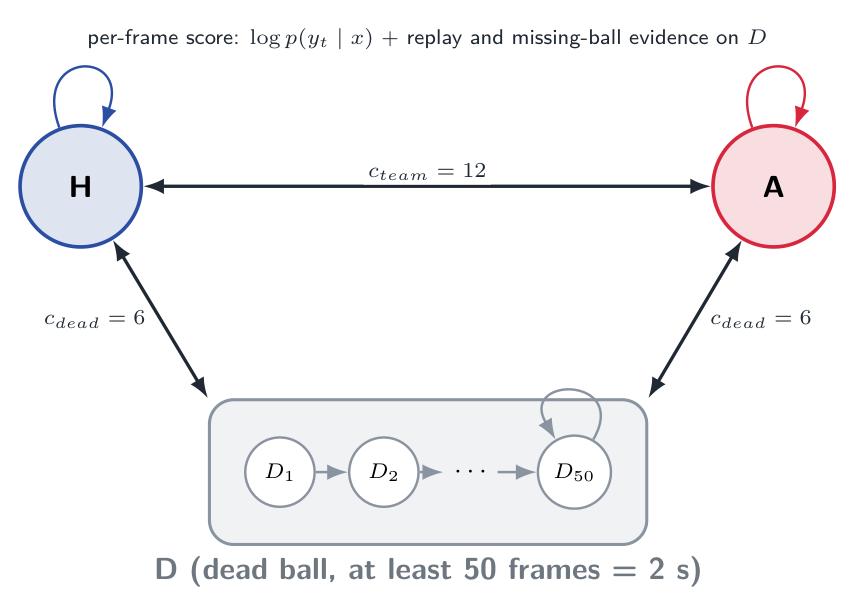 per-frame score: log p(y_t | x) + replay and missing-ball evidence on D
H
c_team = 12
A
c_dead = 6
c_dead = 6
D_1
D_2
⋯
D_50
D (dead ball, at least 50 frames = 2 s)